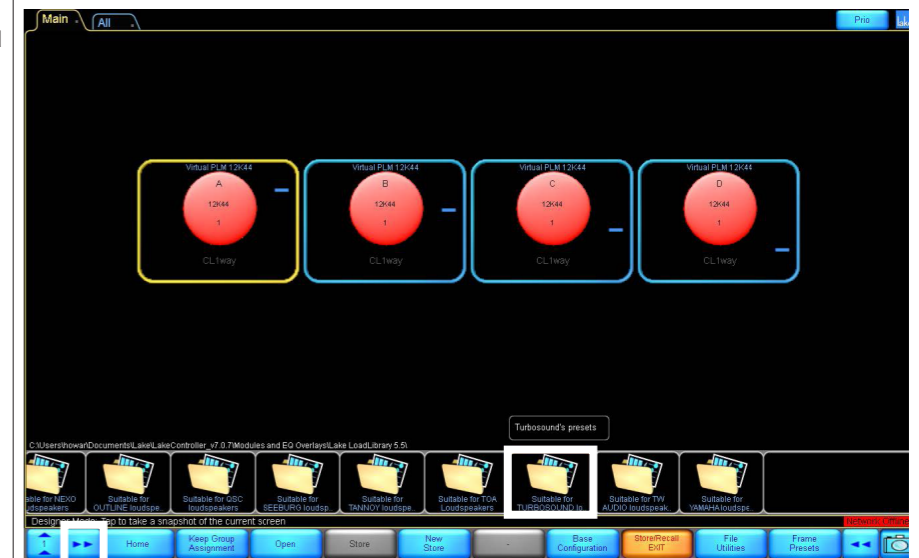 Main
All
Prio
Virtual PLM 12K44
A
12K44
1
CL1way
Virtual PLM 12K44
B
12K44
1
CL1way
Virtual PLM 12K44
C
12K44
1
CL1way
Virtual PLM 12K44
D
12K44
1
CL1way
Turbosound's presets
C:\Users\howar\Documents\Lake\LakeController_v7.0.7\Modules and EQ Overlays\Lake LoadLibrary 5.5\
for NEXO
Suitable for
OUTLINE loudspe..
Suitable for QSC
loudspeakers
Suitable for
SEEBURG loudsp..
Suitable for
TANNOY loudspe..
Suitable for TOA
Loudspeakers
Suitable for
TURBOSOUND lo..
Suitable for TW
AUDIO loudspeak..
Suitable for
YAMAHA loudspe..
Designer Mode: Tap to take a snapshot of the current screen
Network Offline
1
Home
Keep Group
Assignment
Open
Store
New
Store
-
Base
Configuration
Store/Recall
EXIT
File
Utilities
Frame
Presets